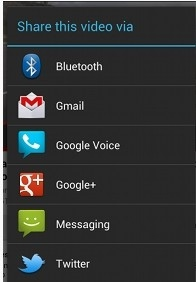 Share this video via
Bluetooth
Gmail
Google Voice
g+
Google+
Messaging
Twitter